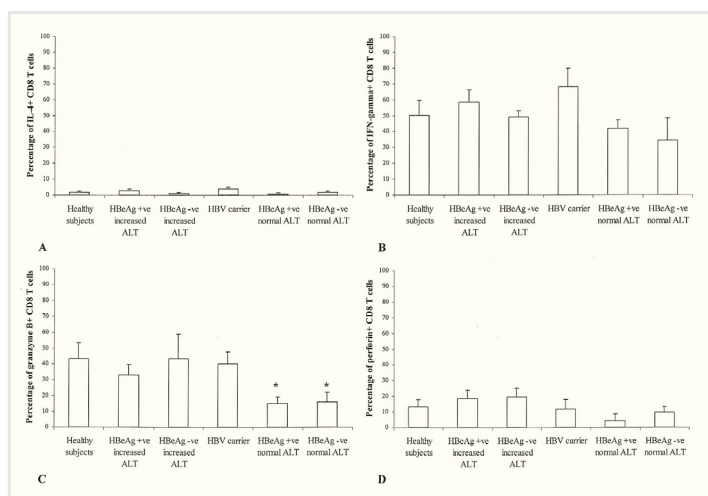 Percentage of IL-4+ CD8 T cells
100
90
80
70
60
50
40
30
20
10
0
Healthy subjects
HBeAg +ve increased ALT
HBeAg -ve increased ALT
HBV carrier
HBeAg +ve normal ALT
HBeAg -ve normal ALT
A
Percentage of IFN-gamma+ CD8 T cells
100
90
80
70
60
50
40
30
20
10
0
Healthy subjects
HBeAg +ve increased ALT
HBeAg -ve increased ALT
HBV carrier
HBeAg +ve normal ALT
HBeAg -ve normal ALT
B
Percentage of granzyme B+ CD8 T cells
100
90
80
70
60
50
40
30
20
10
0
*
*
Healthy subjects
HBeAg +ve increased ALT
HBeAg -ve increased ALT
HBV carrier
HBeAg +ve normal ALT
HBeAg -ve normal ALT
C
Percentage of perforin+ CD8 T cells
100
90
80
70
60
50
40
30
20
10
0
Healthy subjects
HBeAg +ve increased ALT
HBeAg -ve increased ALT
HBV carrier
HBeAg +ve normal ALT
HBeAg -ve normal ALT
D